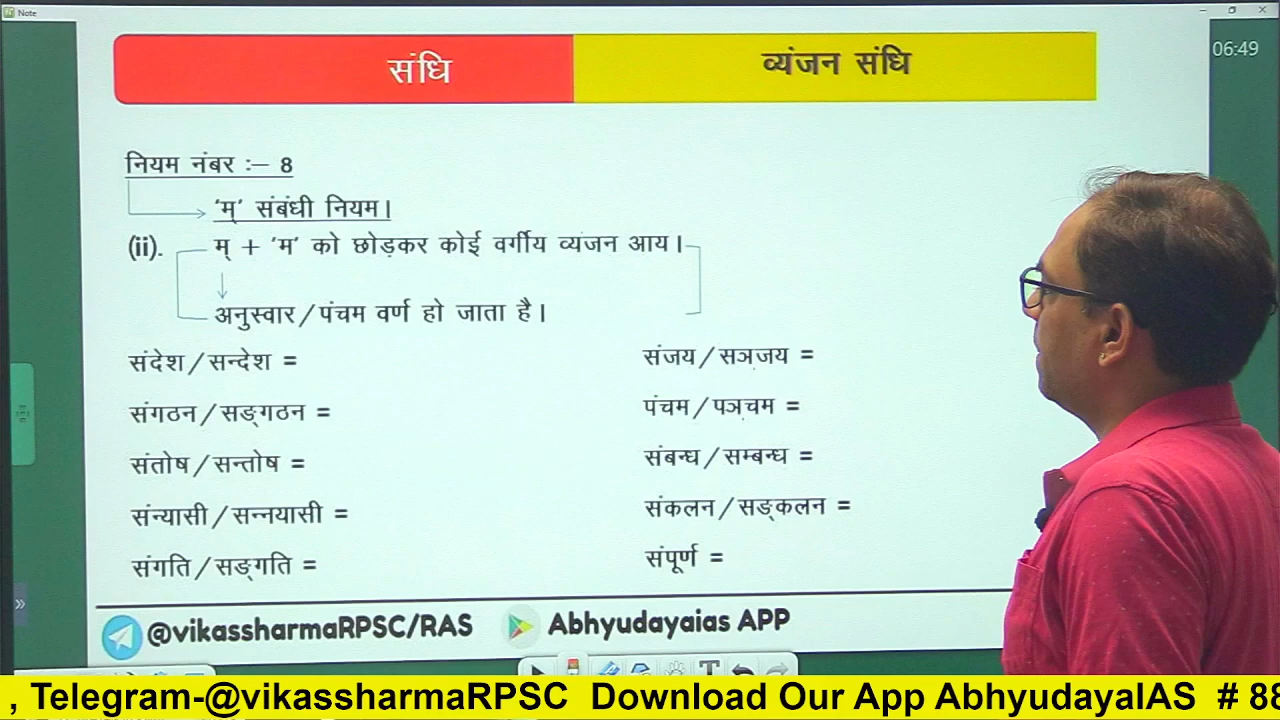 Note
संधि
व्यंजन संधि
06:49
नियम नंबर :– 8
'म्' संबंधी नियम।
(ii). म् + 'म' को छोड़कर कोई वर्गीय व्यंजन आय।
अनुस्वार/पंचम वर्ण हो जाता है।
संदेश/सन्देश =
संगठन/सङ्गठन =
संतोष/सन्तोष =
संन्यासी/सन्नयासी =
संगति/सङ्गति =
संजय/सञ्जय =
पंचम/पञ्चम =
संबन्ध/सम्बन्ध =
संकलन/सङ्कलन =
संपूर्ण =
@vikassharmaRPSC/RAS
Abhyudayaias APP
, Telegram-@vikassharmaRPSC Download Our App AbhyudayaIAS # 88